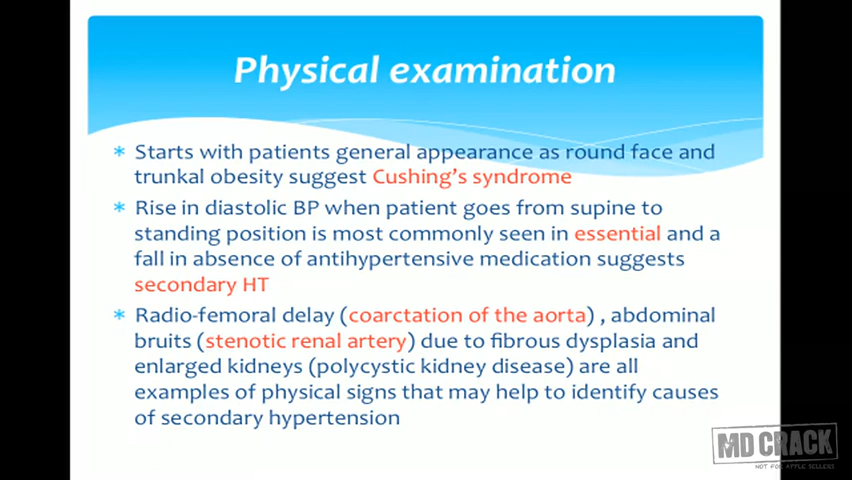 Physical examination
* Starts with patients general appearance as round face and
trunkal obesity suggest Cushing's syndrome
* Rise in diastolic BP when patient goes from supine to
standing position is most commonly seen in essential and a
fall in absence of antihypertensive medication suggests
secondary HT
* Radio-femoral delay (coarctation of the aorta) , abdominal
bruits (stenotic renal artery) due to fibrous dysplasia and
enlarged kidneys (polycystic kidney disease) are all
examples of physical signs that may help to identify causes
of secondary hypertension
MD CRACK
NOT FOR APPLE SELLERS